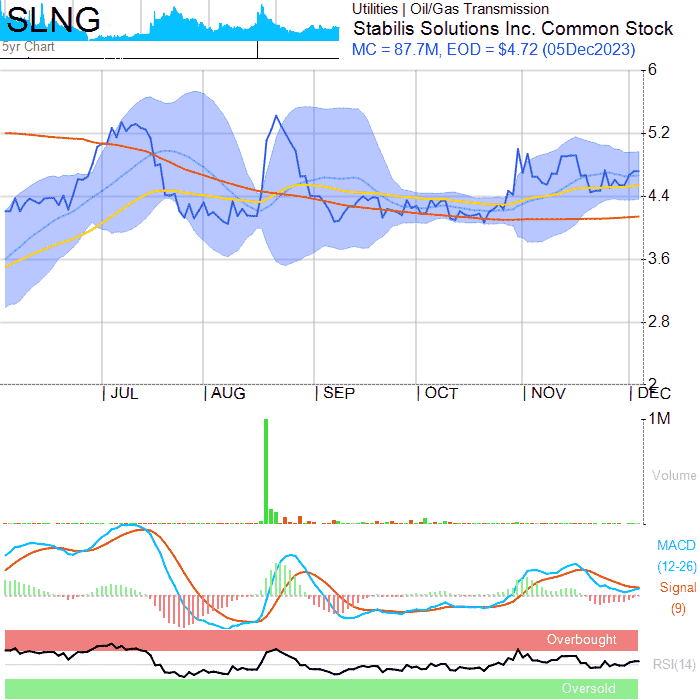 SLNG
5yr Chart
Utilities | Oil/Gas Transmission
Stabilis Solutions Inc. Common Stock
MC = 87.7M, EOD = $4.72 (05Dec2023)
6
5.2
4.4
3.6
2.8
2
JUL AUG SEP OCT NOV DEC
1M
Volume
MACD
(12-26)
Signal
(9)
Overbought
RSI(14)
Oversold